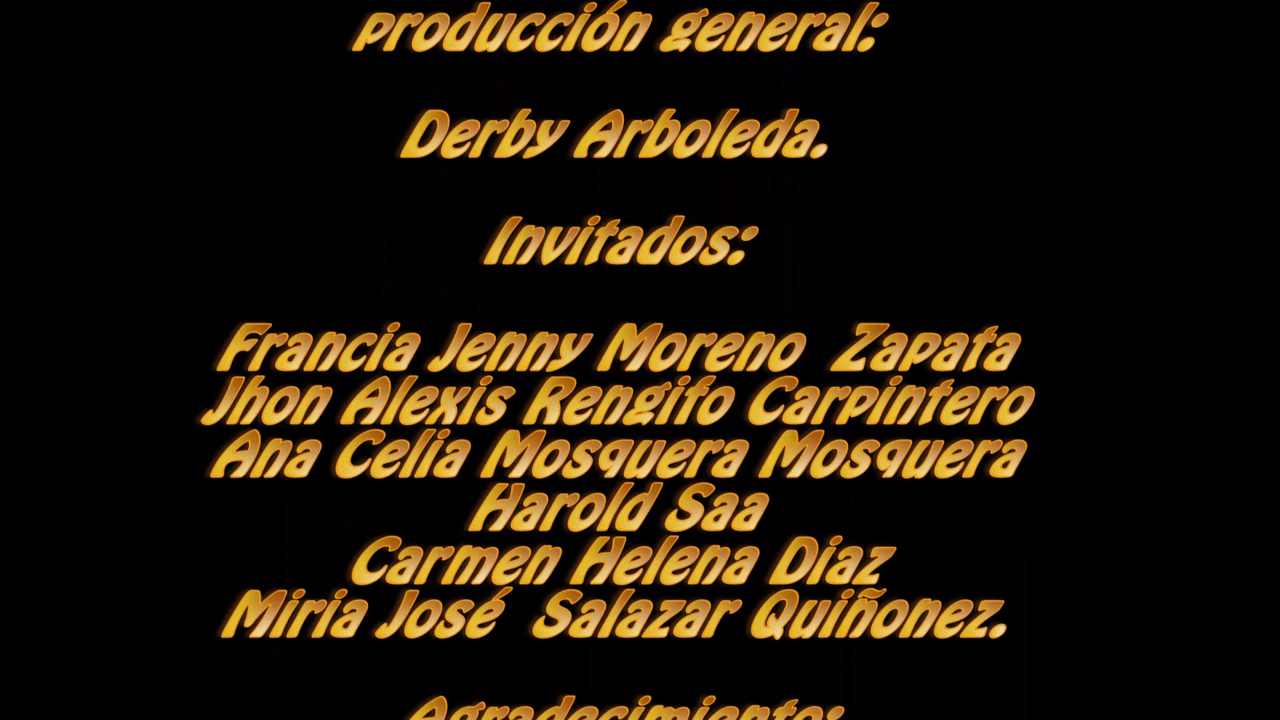 producción general:
Derby Arboleda.
Invitados:
Francia Jenny Moreno Zapata
Jhon Alexis Rengifo Carpintero
Ana Celia Mosquera Mosquera
Harold Saa
Carmen Helena Diaz
Miria José Salazar Quiñonez.
Agradecimiento: